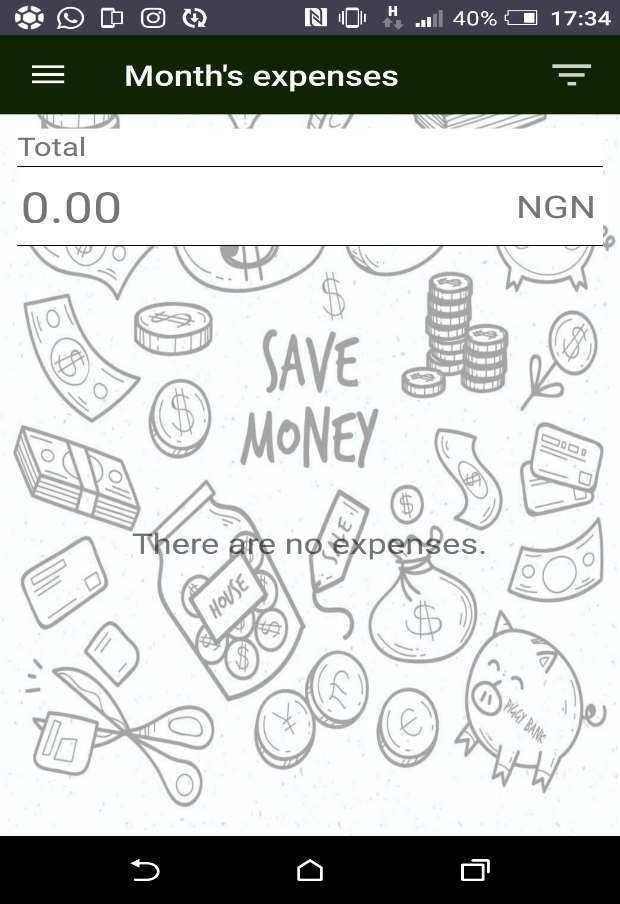 H 40% 17:34
Month's expenses
Total
0.00 NGN
SAVE
MONEY
There are no expenses.
SALE
HOUSE
PIGGY BANK